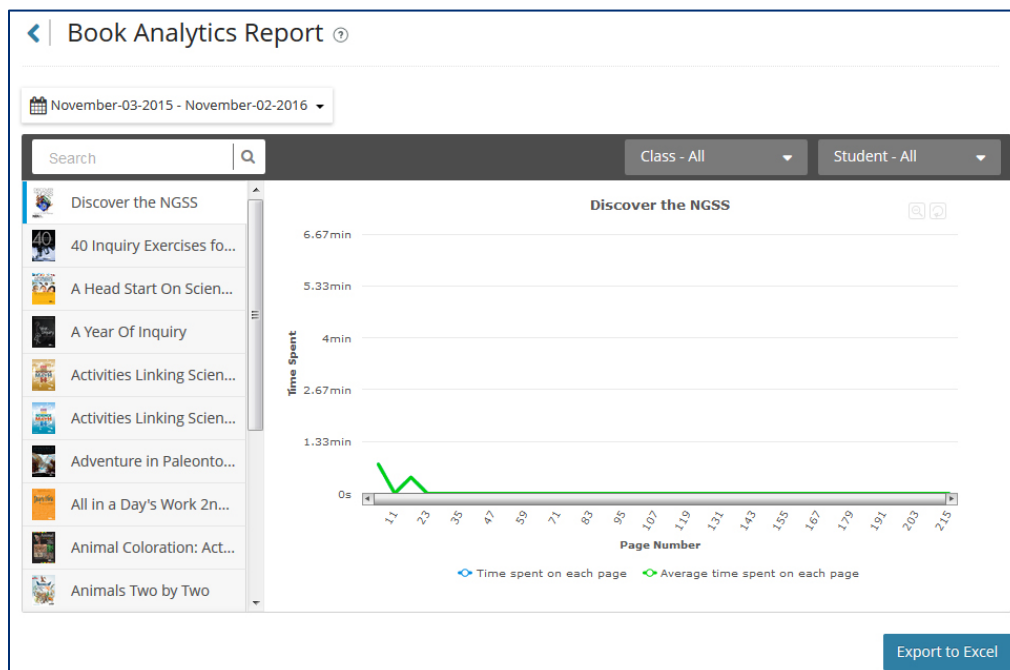 Book Analytics Report ?
November-03-2015 - November-02-2016
Search
Class - All
Student - All
Discover the NGSS
40 Inquiry Exercises fo...
A Head Start On Scien...
A Year Of Inquiry
Activities Linking Scien...
Activities Linking Scien...
Adventure in Paleonto...
All in a Day's Work 2n...
Animal Coloration: Act...
Animals Two by Two
Discover the NGSS
Time Spent
6.67min
5.33min
4min
2.67min
1.33min
0s
11 23 35 47 59 71 83 95 107 119 131 143 155 167 179 191 203 215
Page Number
Time spent on each page Average time spent on each page
Export to Excel